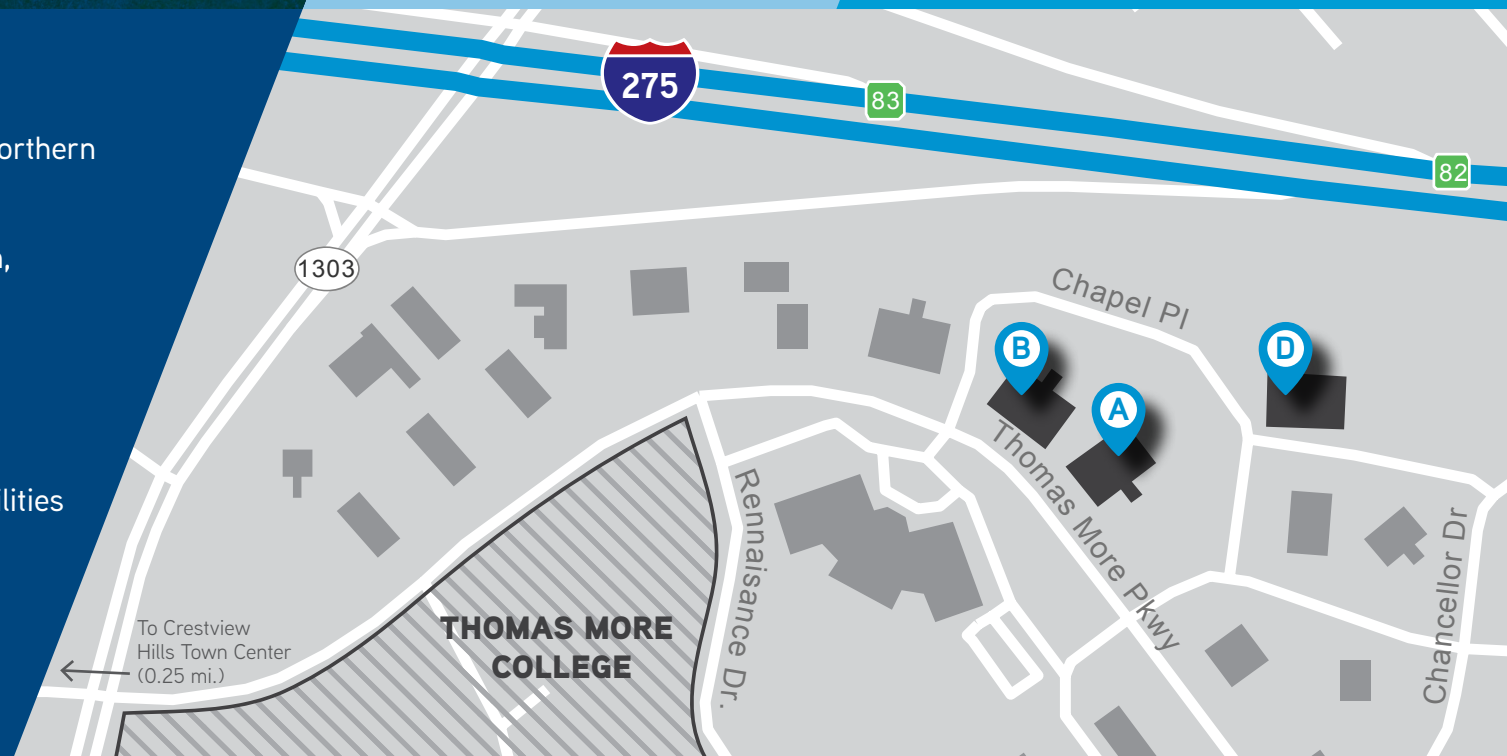 orthern
n,
lities
275
83
82
1303
Chapel Pl
B
D
A
Thomas More Pkwy
Rennaisance Dr.
Chancellor Dr
To Crestview
Hills Town Center
(0.25 mi.)
THOMAS MORE
COLLEGE